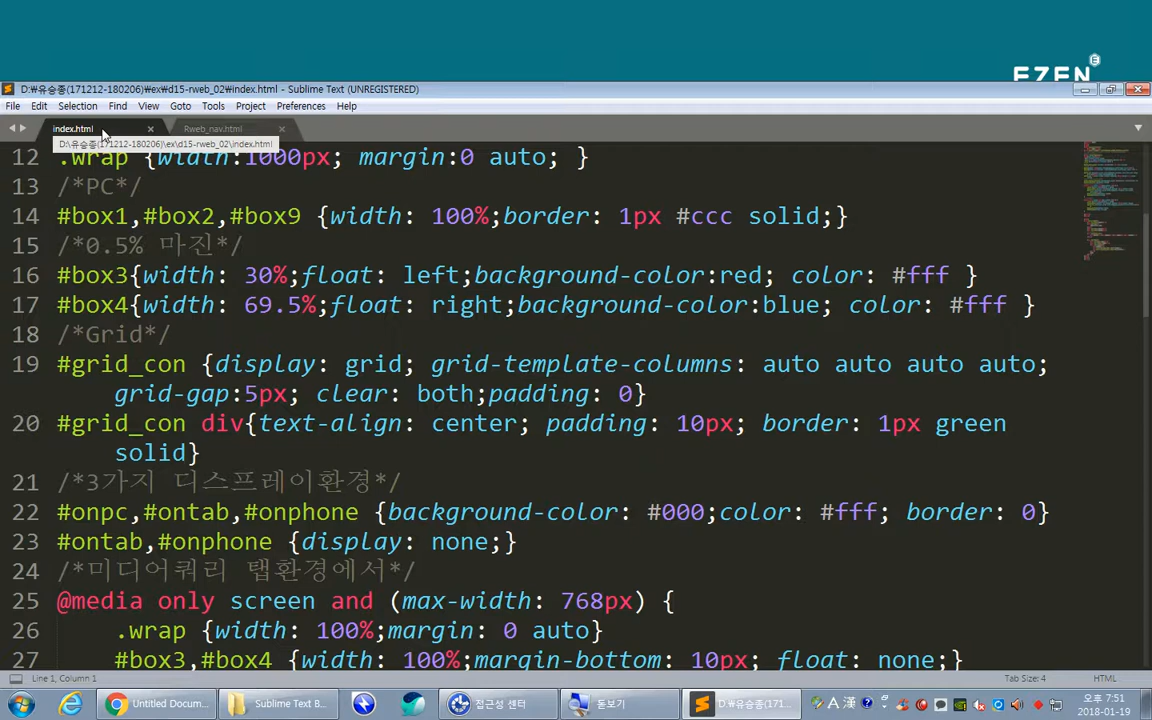 EZEN
D:₩유승종(171212-180206)₩ex₩d15-rweb_02₩index.html - Sublime Text (UNREGISTERED)
File Edit Selection Find View Goto Tools Project Preferences Help
index.html Rweb_nav.html
D:₩유승종(171212-180206)₩ex₩d15-rweb_02₩index.html
12 .wrap {width:1000px; margin:0 auto; }
13 /*PC*/
14 #box1,#box2,#box9 {width: 100%;border: 1px #ccc solid;}
15 /*0.5% 마진*/
16 #box3{width: 30%;float: left;background-color:red; color: #fff }
17 #box4{width: 69.5%;float: right;background-color:blue; color: #fff }
18 /*Grid*/
19 #grid_con {display: grid; grid-template-columns: auto auto auto auto;
grid-gap:5px; clear: both;padding: 0}
20 #grid_con div{text-align: center; padding: 10px; border: 1px green
solid}
21 /*3가지 디스프레이환경*/
22 #onpc,#ontab,#onphone {background-color: #000;color: #fff; border: 0}
23 #ontab,#onphone {display: none;}
24 /*미디어쿼리 탭환경에서*/
25 @media only screen and (max-width: 768px) {
26 .wrap {width: 100%;margin: 0 auto}
27 #box3,#box4 {width: 100%;margin-bottom: 10px; float: none;}
Line 1, Column 1 Tab Size: 4 HTML
Untitled Docum... Sublime Text B... 접근성 센터 돋보기 D:₩유승종(171... A 漢 오후 7:51
2018-01-19